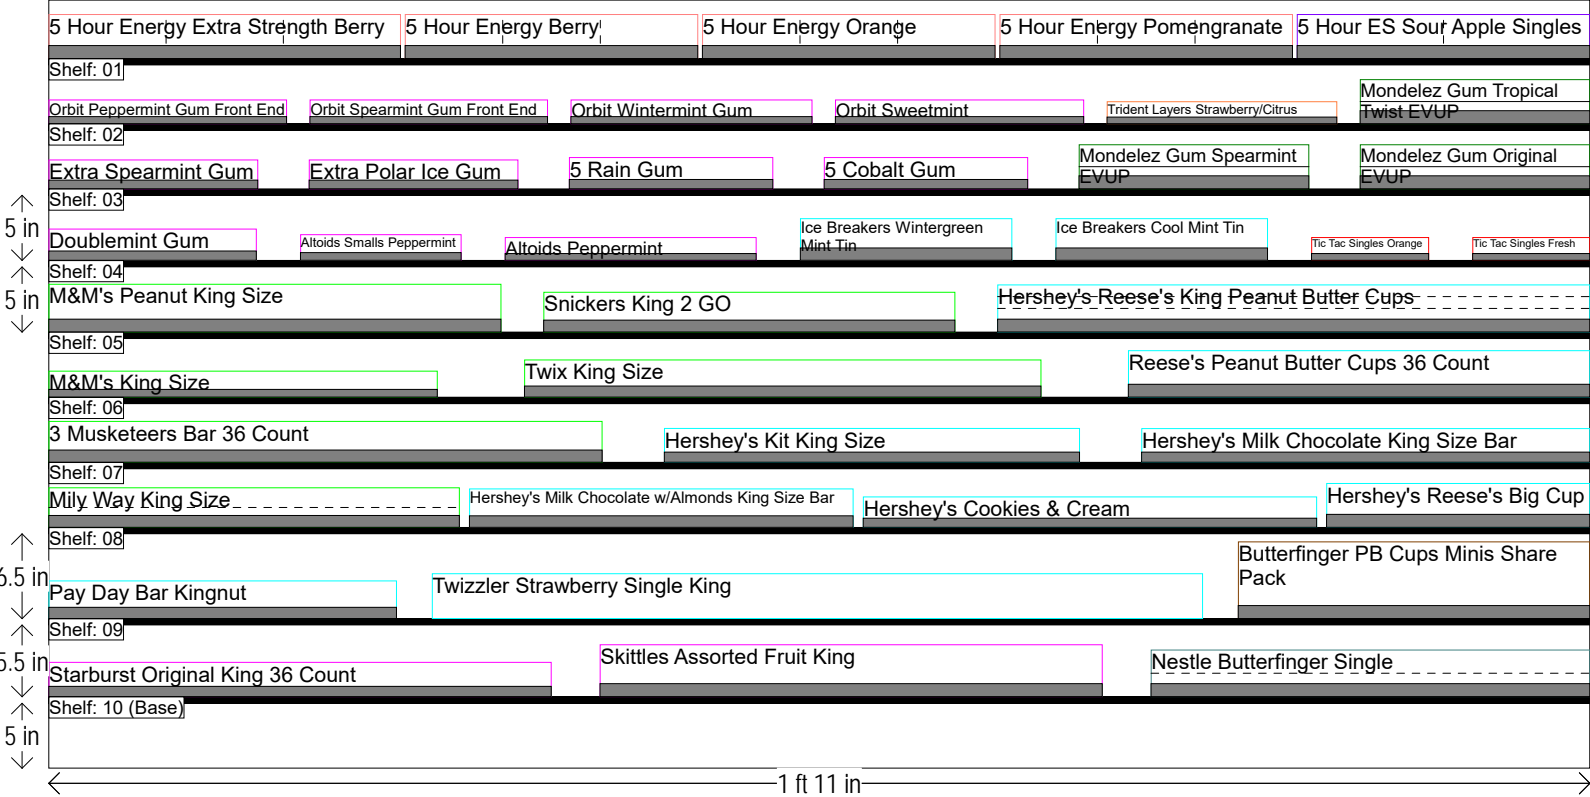 5 Hour Energy Extra Strength Berry
5 Hour Energy Berry
5 Hour Energy Orange
5 Hour Energy Pomengranate
5 Hour ES Sour Apple Singles
Shelf: 01
Orbit Peppermint Gum Front End
Orbit Spearmint Gum Front End
Orbit Wintermint Gum
Orbit Sweetmint
Trident Layers Strawberry/Citrus
Mondelez Gum Tropical
Twist EVUP
Shelf: 02
Extra Spearmint Gum
Extra Polar Ice Gum
5 Rain Gum
5 Cobalt Gum
Mondelez Gum Spearmint
EVUP
Mondelez Gum Original
EVUP
Shelf: 03
5 in
Doublemint Gum
Altoids Smalls Peppermint
Altoids Peppermint
Ice Breakers Wintergreen
Mint Tin
Ice Breakers Cool Mint Tin
Tic Tac Singles Orange
Tic Tac Singles Fresh
Shelf: 04
5 in
M&M's Peanut King Size
Snickers King 2 GO
Hershey's Reese's King Peanut Butter Cups
Shelf: 05
M&M's King Size
Twix King Size
Reese's Peanut Butter Cups 36 Count
Shelf: 06
3 Musketeers Bar 36 Count
Hershey's Kit King Size
Hershey's Milk Chocolate King Size Bar
Shelf: 07
Mily Way King Size
Hershey's Milk Chocolate w/Almonds King Size Bar
Hershey's Cookies & Cream
Hershey's Reese's Big Cup
Shelf: 08
6.5 in
Pay Day Bar Kingnut
Twizzler Strawberry Single King
Butterfinger PB Cups Minis Share
Pack
Shelf: 09
5.5 in
Starburst Original King 36 Count
Skittles Assorted Fruit King
Nestle Butterfinger Single
Shelf: 10 (Base)
5 in
1 ft 11 in